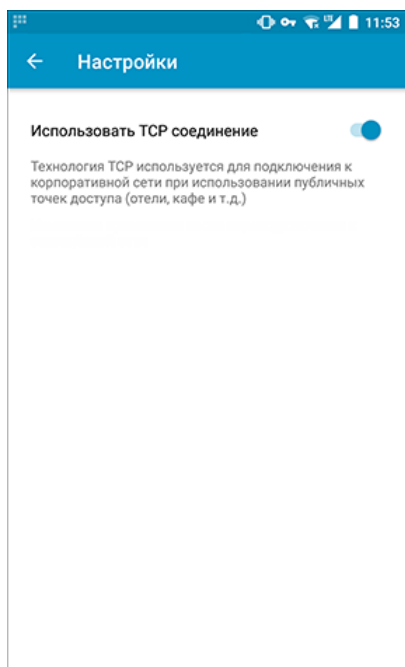 11:53
Настройки
Использовать TCP соединение
Технология TCP используется для подключения к
корпоративной сети при использовании публичных
точек доступа (отели, кафе и т.д.)